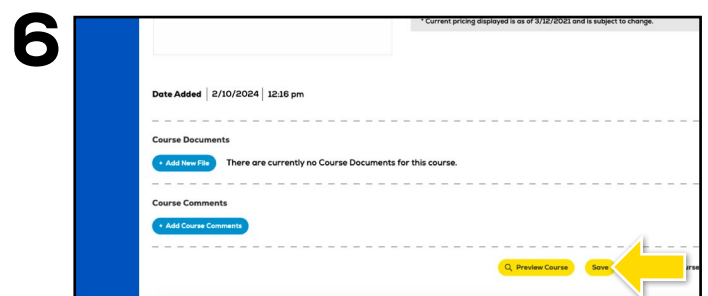 6
* Current pricing displayed is as of 3/12/2021 and is subject to change.
Date Added | 2/10/2024 | 12:16 pm
Course Documents
+ Add New File There are currently no Course Documents for this course.
Course Comments
+ Add Course Comments
Preview Course Save urse